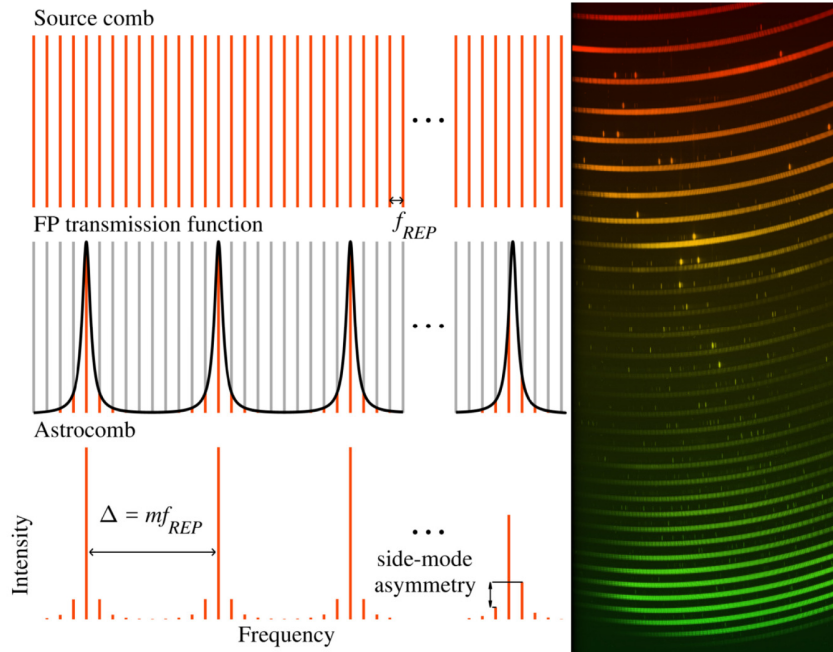 Source comb
f_REP
FP transmission function
Astrocomb
Δ = mf_REP
side-mode
asymmetry
Intensity
Frequency